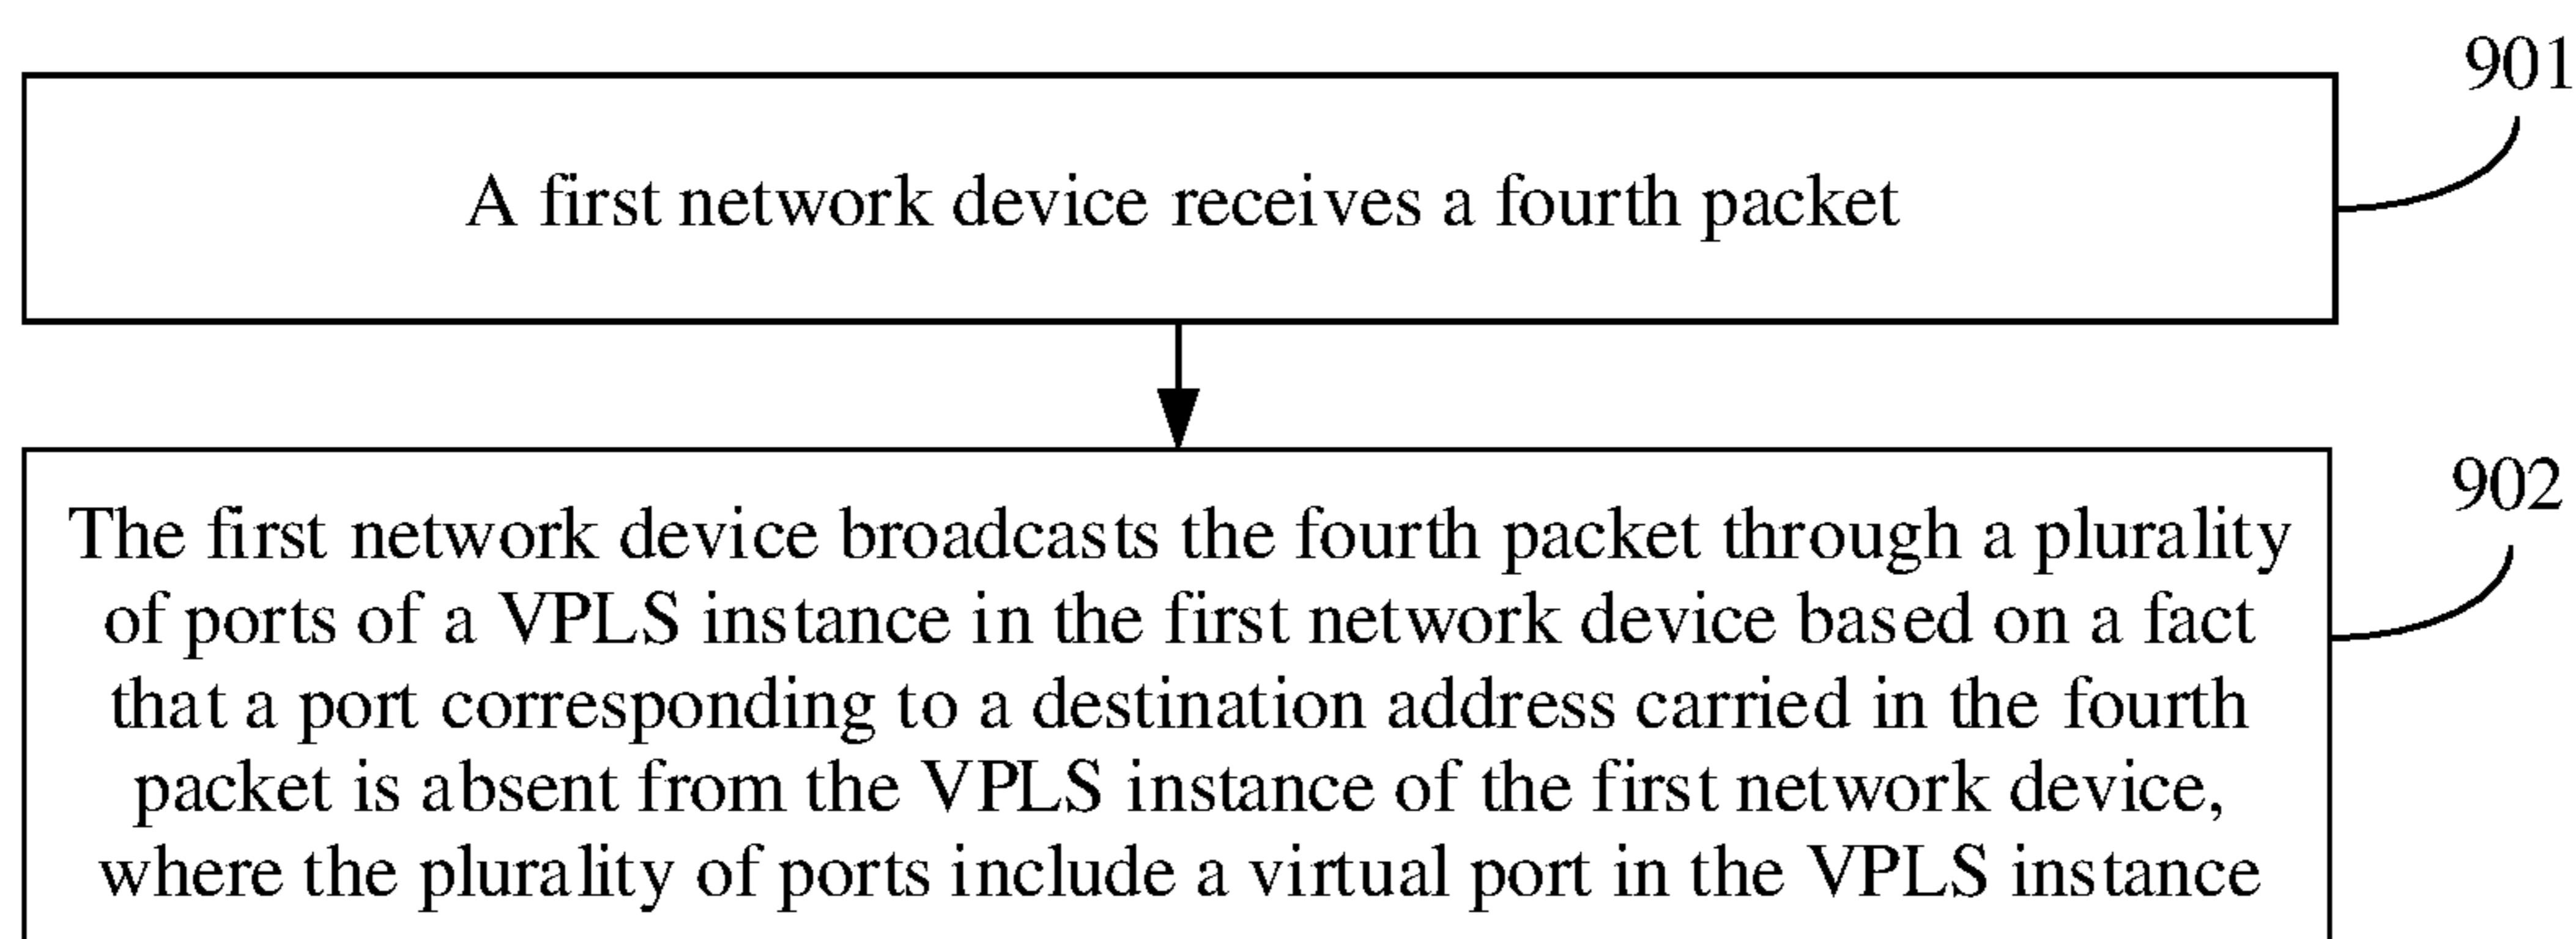 901
A first network device receives a fourth packet
902
The first network device broadcasts the fourth packet through a plurality
of ports of a VPLS instance in the first network device based on a fact
that a port corresponding to a destination address carried in the fourth
packet is absent from the VPLS instance of the first network device,
where the plurality of ports include a virtual port in the VPLS instance